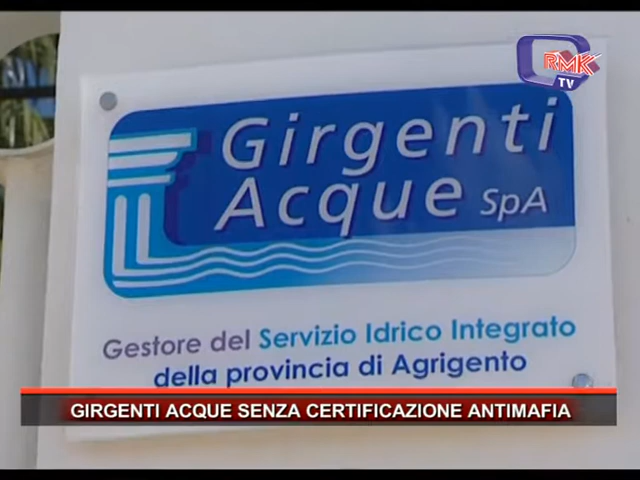 RMK
TV
Girgenti
Acque SpA
Gestore del Servizio Idrico Integrato
della provincia di Agrigento
GIRGENTI ACQUE SENZA CERTIFICAZIONE ANTIMAFIA